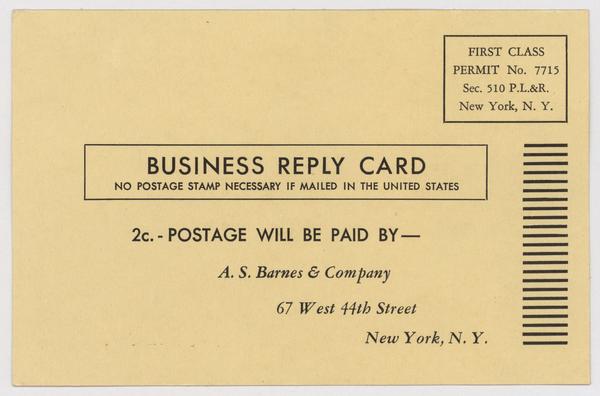 FIRST CLASS
PERMIT No. 7715
Sec. 510 P.L.&R.
New York, N. Y.
BUSINESS REPLY CARD
NO POSTAGE STAMP NECESSARY IF MAILED IN THE UNITED STATES
2c. - POSTAGE WILL BE PAID BY—
A. S. Barnes & Company
67 West 44th Street
New York, N. Y.